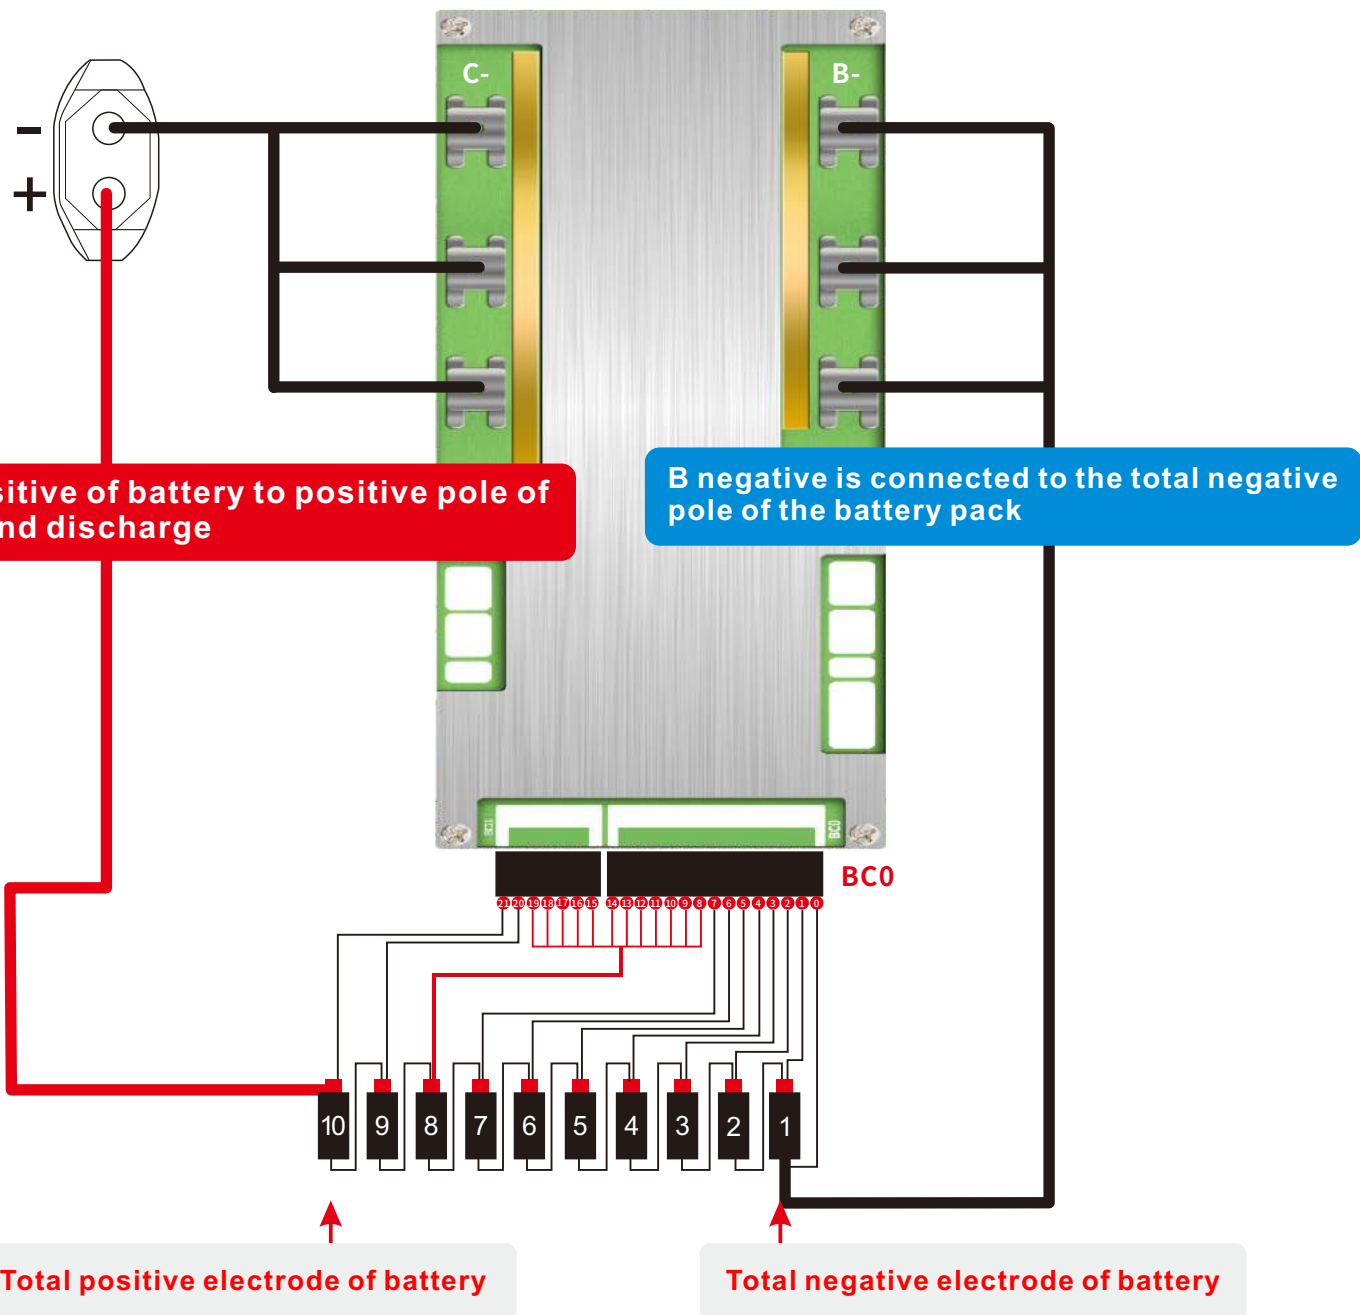 C-
B-
-
+
sitive of battery to positive pole of
nd discharge
B negative is connected to the total negative
pole of the battery pack
BC0
BC0
21 20 19 18 17 16 15 14 13 12 11 10 9 8 7 6 5 4 3 2 1 0
10 9 8 7 6 5 4 3 2 1
Total positive electrode of battery
Total negative electrode of battery